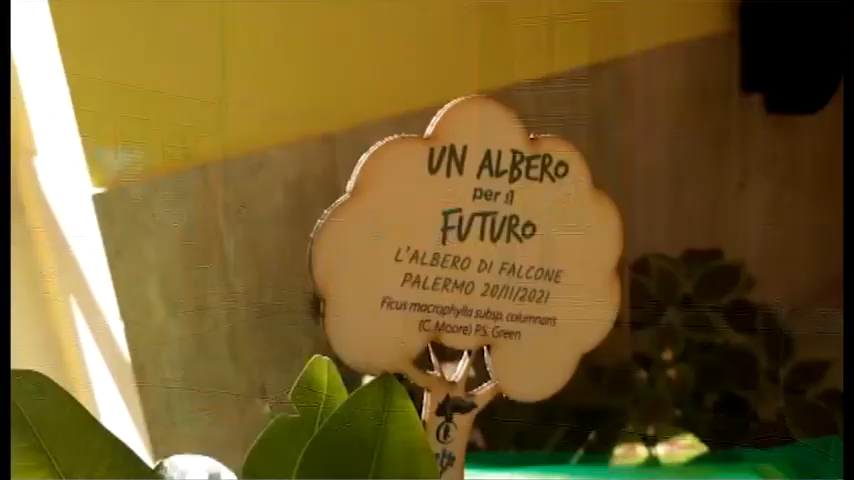 UN ALBERO
per il
FUTURO
L'ALBERO DI FALCONE
PALERMO 20/11/2021
Ficus macrophylla subsp. columnaris
(C. Moore) P.S. Green